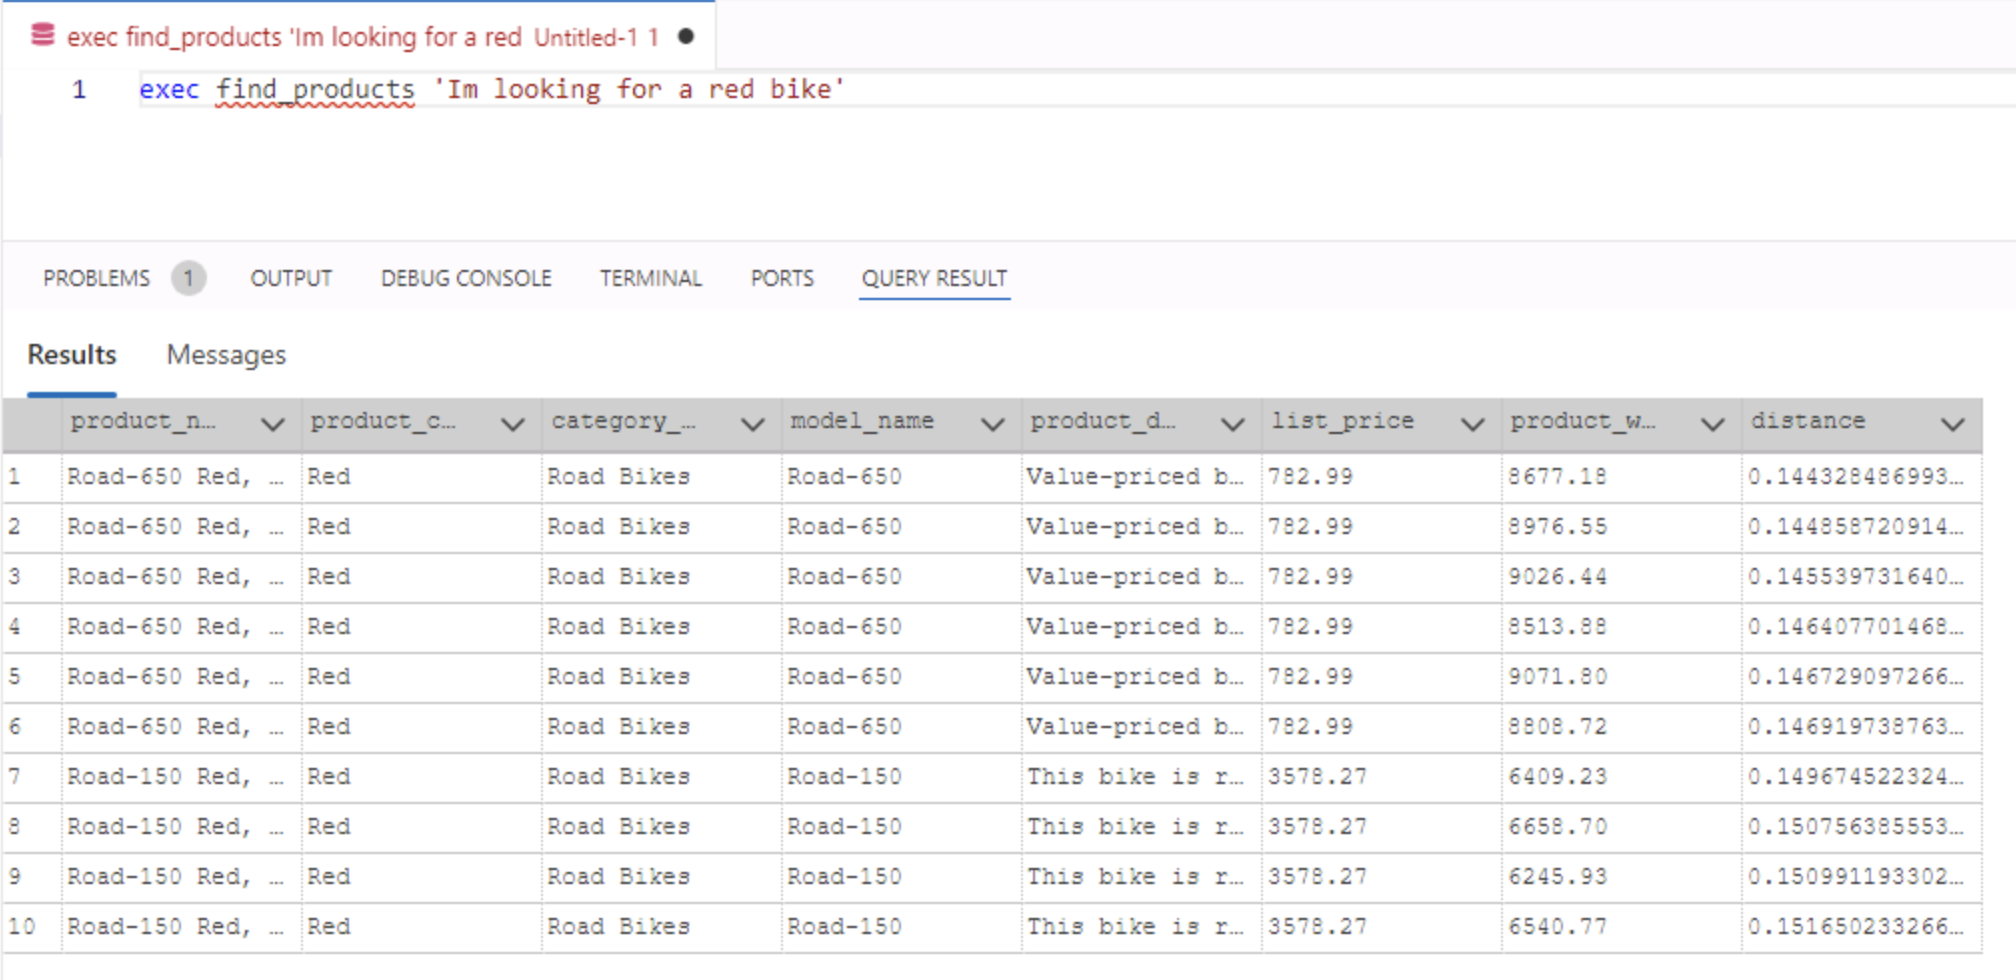 exec find_products 'Im looking for a red Untitled-1 1
1 exec find_products 'Im looking for a red bike'
PROBLEMS 1 OUTPUT DEBUG CONSOLE TERMINAL PORTS QUERY RESULT
Results Messages
product_n… product_c… category_… model_name product_d… list_price product_w… distance
1 Road-650 Red, … Red Road Bikes Road-650 Value-priced b… 782.99 8677.18 0.144328486993…
2 Road-650 Red, … Red Road Bikes Road-650 Value-priced b… 782.99 8976.55 0.144858720914…
3 Road-650 Red, … Red Road Bikes Road-650 Value-priced b… 782.99 9026.44 0.145539731640…
4 Road-650 Red, … Red Road Bikes Road-650 Value-priced b… 782.99 8513.88 0.146407701468…
5 Road-650 Red, … Red Road Bikes Road-650 Value-priced b… 782.99 9071.80 0.146729097266…
6 Road-650 Red, … Red Road Bikes Road-650 Value-priced b… 782.99 8808.72 0.146919738763…
7 Road-150 Red, … Red Road Bikes Road-150 This bike is r… 3578.27 6409.23 0.149674522324…
8 Road-150 Red, … Red Road Bikes Road-150 This bike is r… 3578.27 6658.70 0.150756385553…
9 Road-150 Red, … Red Road Bikes Road-150 This bike is r… 3578.27 6245.93 0.150991193302…
10 Road-150 Red, … Red Road Bikes Road-150 This bike is r… 3578.27 6540.77 0.151650233266…